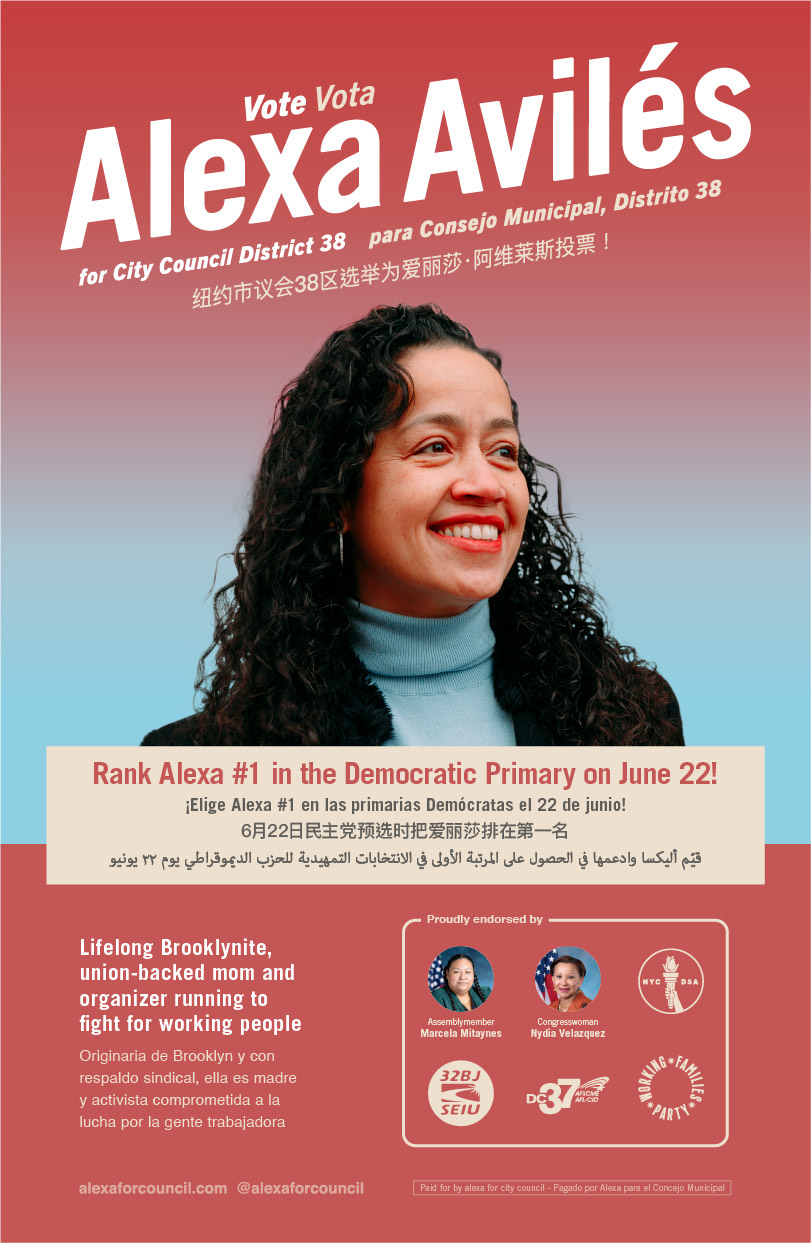 Vote Vota
Alexa Avilés
for City Council District 38 para Consejo Municipal, Distrito 38
纽约市议会38区选举为爱丽莎·阿维莱斯投票！
Rank Alexa #1 in the Democratic Primary on June 22!
¡Elige Alexa #1 en las primarias Demócratas el 22 de junio!
6月22日民主党预选时把爱丽莎排在第一名
قيّم أليكسا وادعمها في الحصول على المرتبة الأولى في الانتخابات التمهيدية للحزب الديموقراطي يوم ٢٢ يونيو
Lifelong Brooklynite,
union-backed mom and
organizer running to
fight for working people
Originaria de Brooklyn y con
respaldo sindical, ella es madre
y activista comprometida a la
lucha por la gente trabajadora
Proudly endorsed by
Assemblymember
Marcela Mitaynes
Congresswoman
Nydia Velazquez
NYC DSA
32BJ
SEIU
DC37 AFSCME
AFL-CIO
WORKING FAMILIES
PARTY
alexaforcouncil.com @alexaforcouncil
Paid for by alexa for city council - Pagado por Alexa para el Concejo Municipal